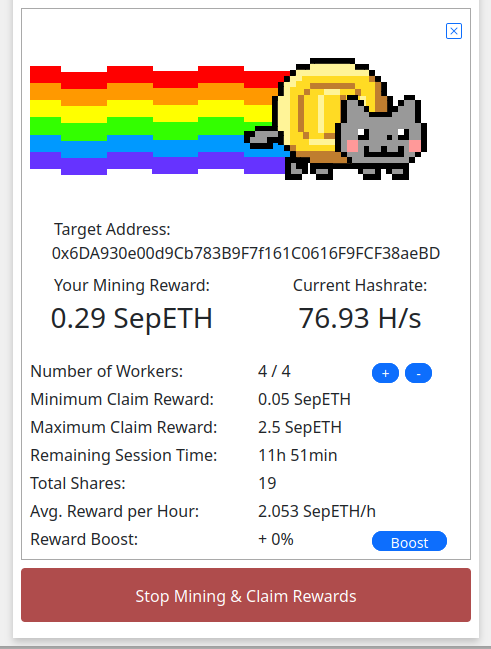 Target Address:
0x6DA930e00d9Cb783B9F7f161C0616F9FCF38aeBD
Your Mining Reward: Current Hashrate:
0.29 SepETH 76.93 H/s
Number of Workers: 4 / 4 + -
Minimum Claim Reward: 0.05 SepETH
Maximum Claim Reward: 2.5 SepETH
Remaining Session Time: 11h 51min
Total Shares: 19
Avg. Reward per Hour: 2.053 SepETH/h
Reward Boost: + 0% Boost
Stop Mining & Claim Rewards